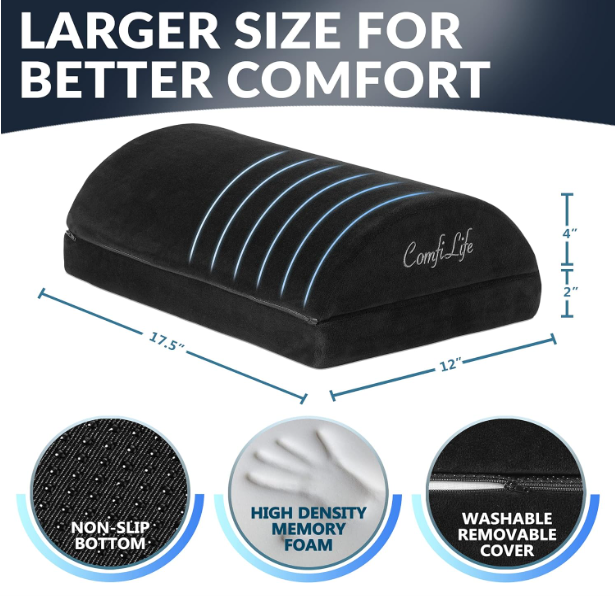 LARGER SIZE FOR
BETTER COMFORT
ComfiLife
4"
2"
17.5"
12"
NON-SLIP
BOTTOM
HIGH DENSITY
MEMORY
FOAM
WASHABLE
REMOVABLE
COVER